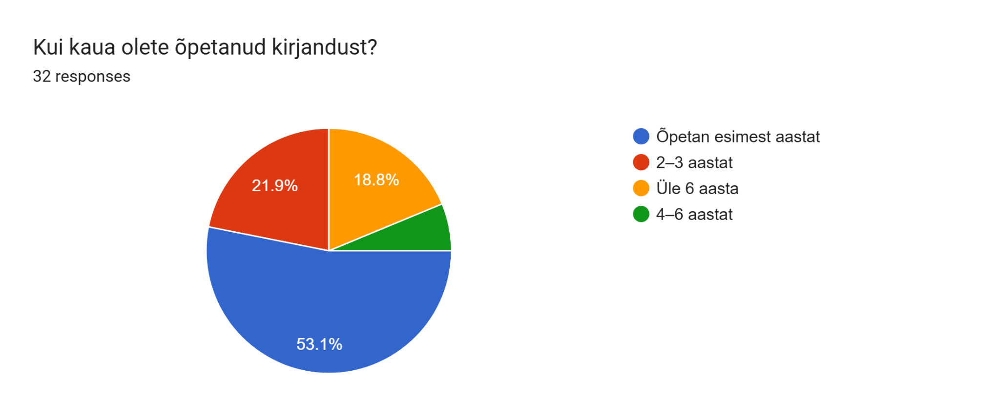 Kui kaua olete õpetanud kirjandust?
32 responses
18.8%
21.9%
53.1%
Õpetan esimest aastat
2–3 aastat
Üle 6 aasta
4–6 aastat